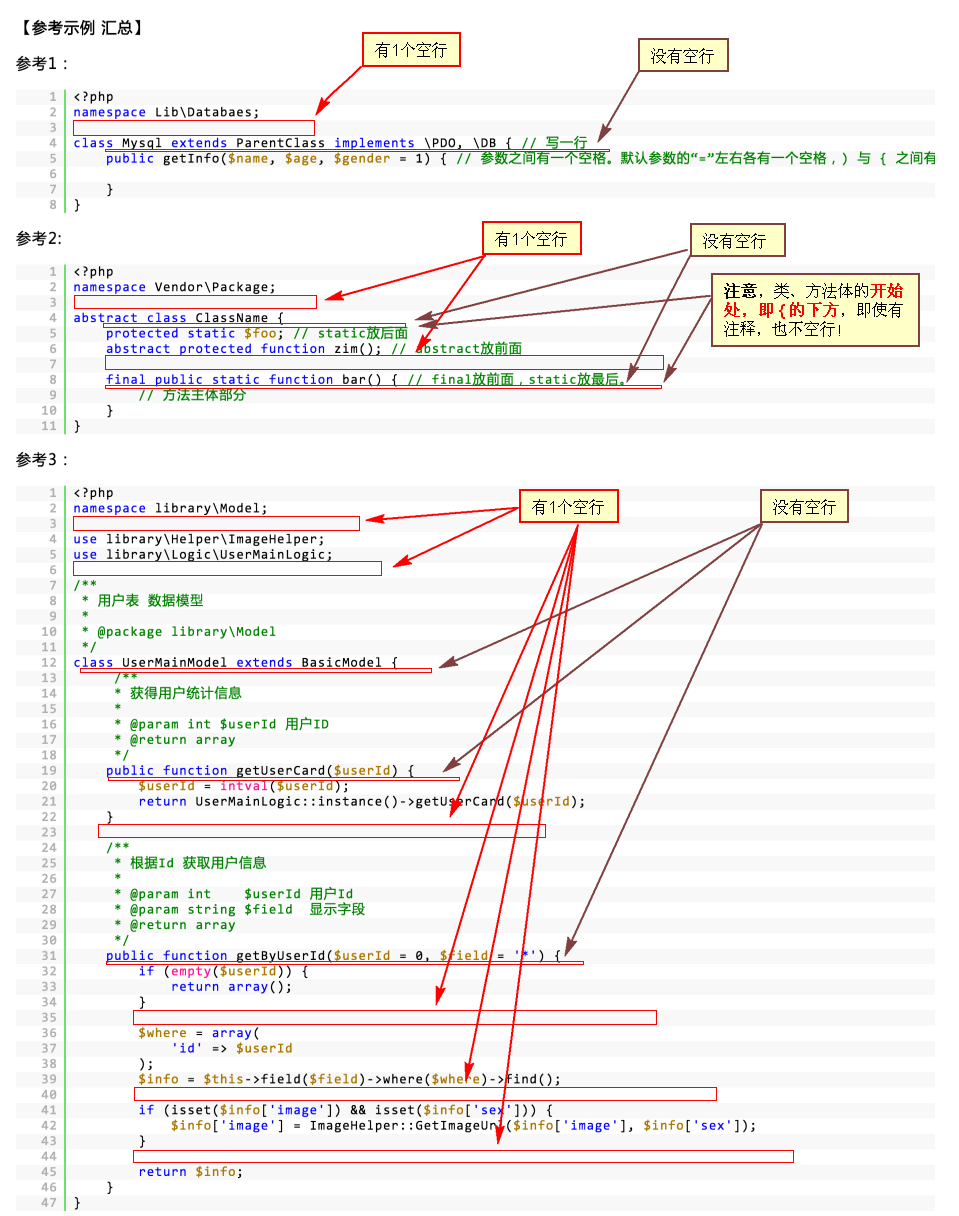 【参考示例 汇总】
有1个空行
没有空行
参考1：
1 <?php
2 namespace Lib\Databaes;
3
4 class Mysql extends ParentClass implements \PDO, \DB { // 写一行
5     public getInfo($name, $age, $gender = 1) { // 参数之间有一个空格。默认参数的“=”左右各有一个空格，) 与 { 之间有
6
7     }
8 }
参考2:
有1个空行
没有空行
注意，类、方法体的开始
处，即 { 的下方，即使有
注释，也不空行!
1 <?php
2 namespace Vendor\Package;
3
4 abstract class ClassName {
5     protected static $foo; // static放后面
6     abstract protected function zim(); // abstract放前面
7
8     final public static function bar() { // final放前面，static放最后。
9         // 方法主体部分
10     }
11 }
参考3：
有1个空行
没有空行
1 <?php
2 namespace library\Model;
3
4 use library\Helper\ImageHelper;
5 use library\Logic\UserMainLogic;
6
7 /**
8  * 用户表 数据模型
9  *
10  * @package library\Model
11  */
12 class UserMainModel extends BasicModel {
13      /**
14      * 获得用户统计信息
15      *
16      * @param int $userId 用户ID
17      * @return array
18      */
19     public function getUserCard($userId) {
20         $userId = intval($userId);
21         return UserMainLogic::instance()->getUserCard($userId);
22     }
23
24     /**
25      * 根据Id 获取用户信息
26      *
27      * @param int    $userId 用户Id
28      * @param string $field  显示字段
29      * @return array
30      */
31     public function getByUserId($userId = 0, $field = '*') {
32         if (empty($userId)) {
33             return array();
34         }
35
36         $where = array(
37             'id' => $userId
38         );
39         $info = $this->field($field)->where($where)->find();
40
41         if (isset($info['image']) && isset($info['sex'])) {
42             $info['image'] = ImageHelper::GetImageUrl($info['image'], $info['sex']);
43         }
44
45         return $info;
46     }
47 }